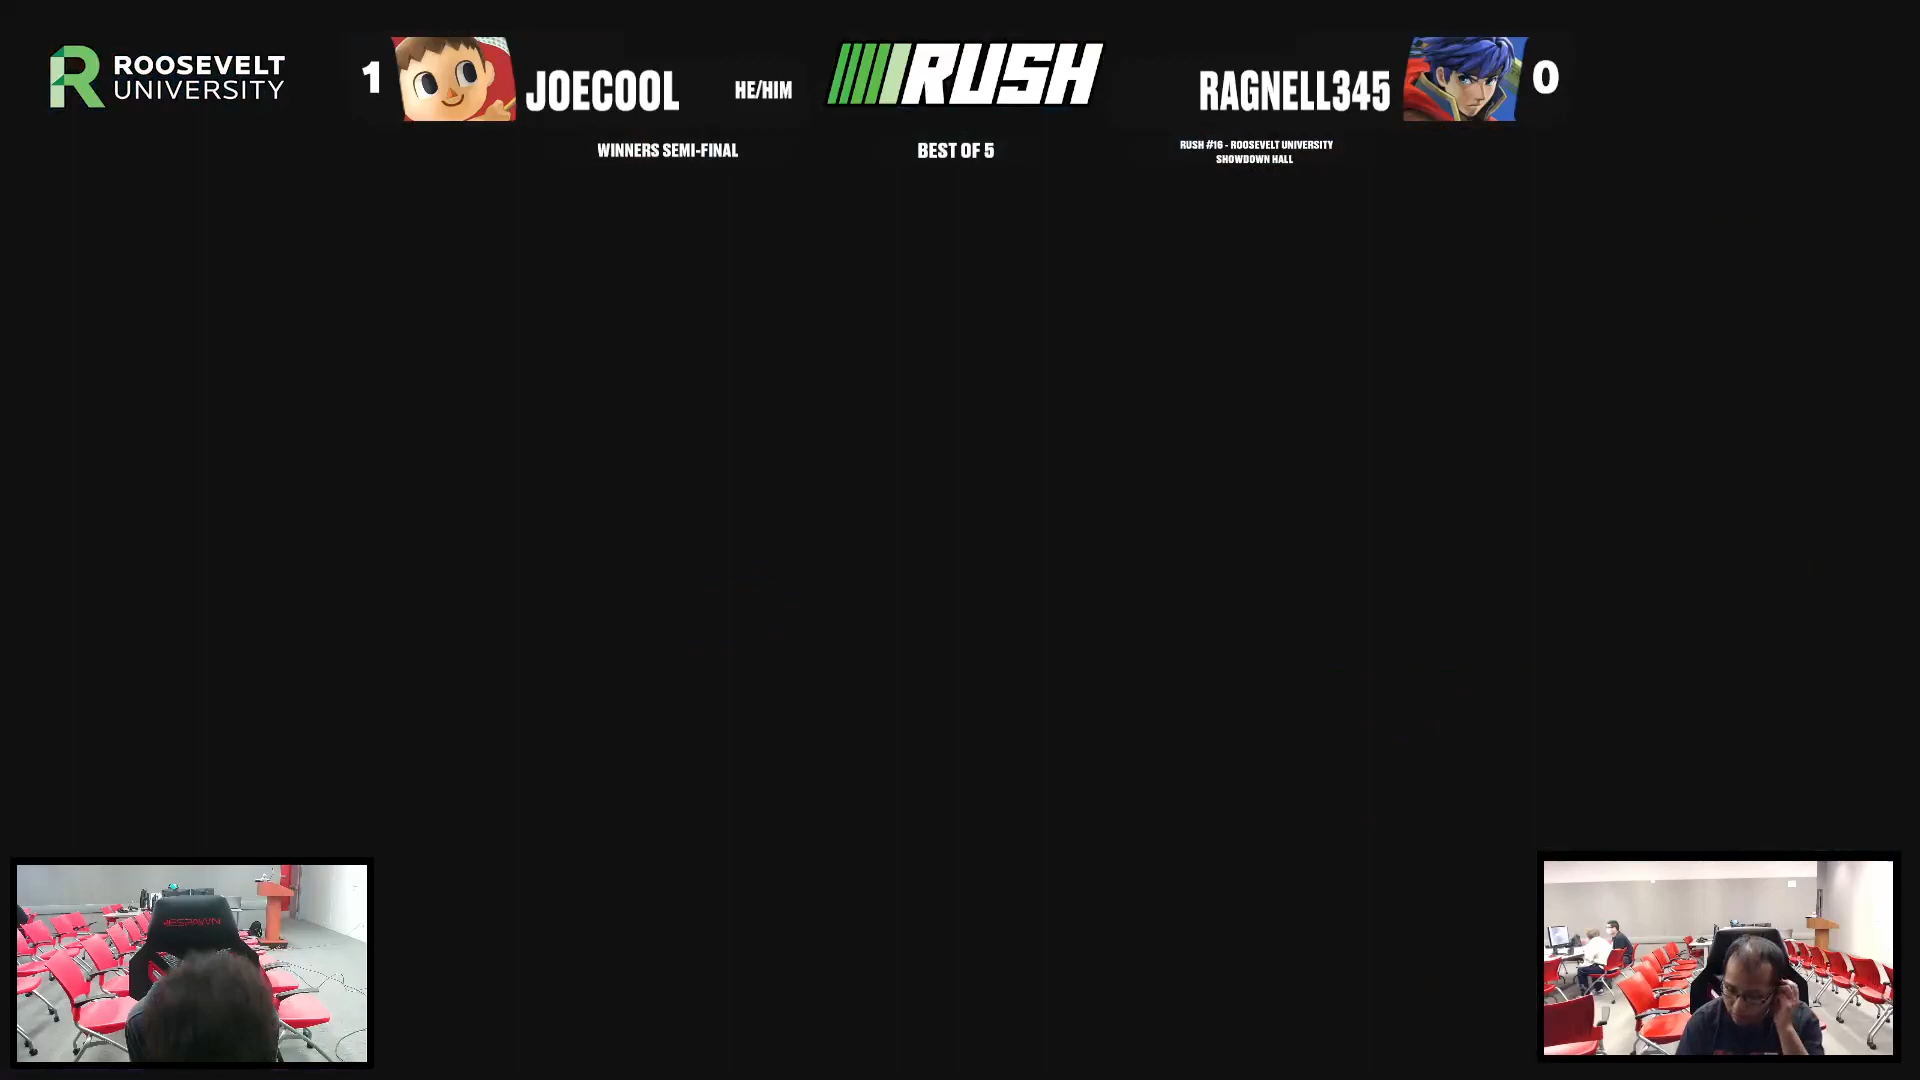 ROOSEVELT
UNIVERSITY
1
JOECOOL
HE/HIM
RUSH
RAGNELL345
0
WINNERS SEMI-FINAL
BEST OF 5
RUSH #16 - ROOSEVELT UNIVERSITY
SHOWDOWN HALL
RESPAWN